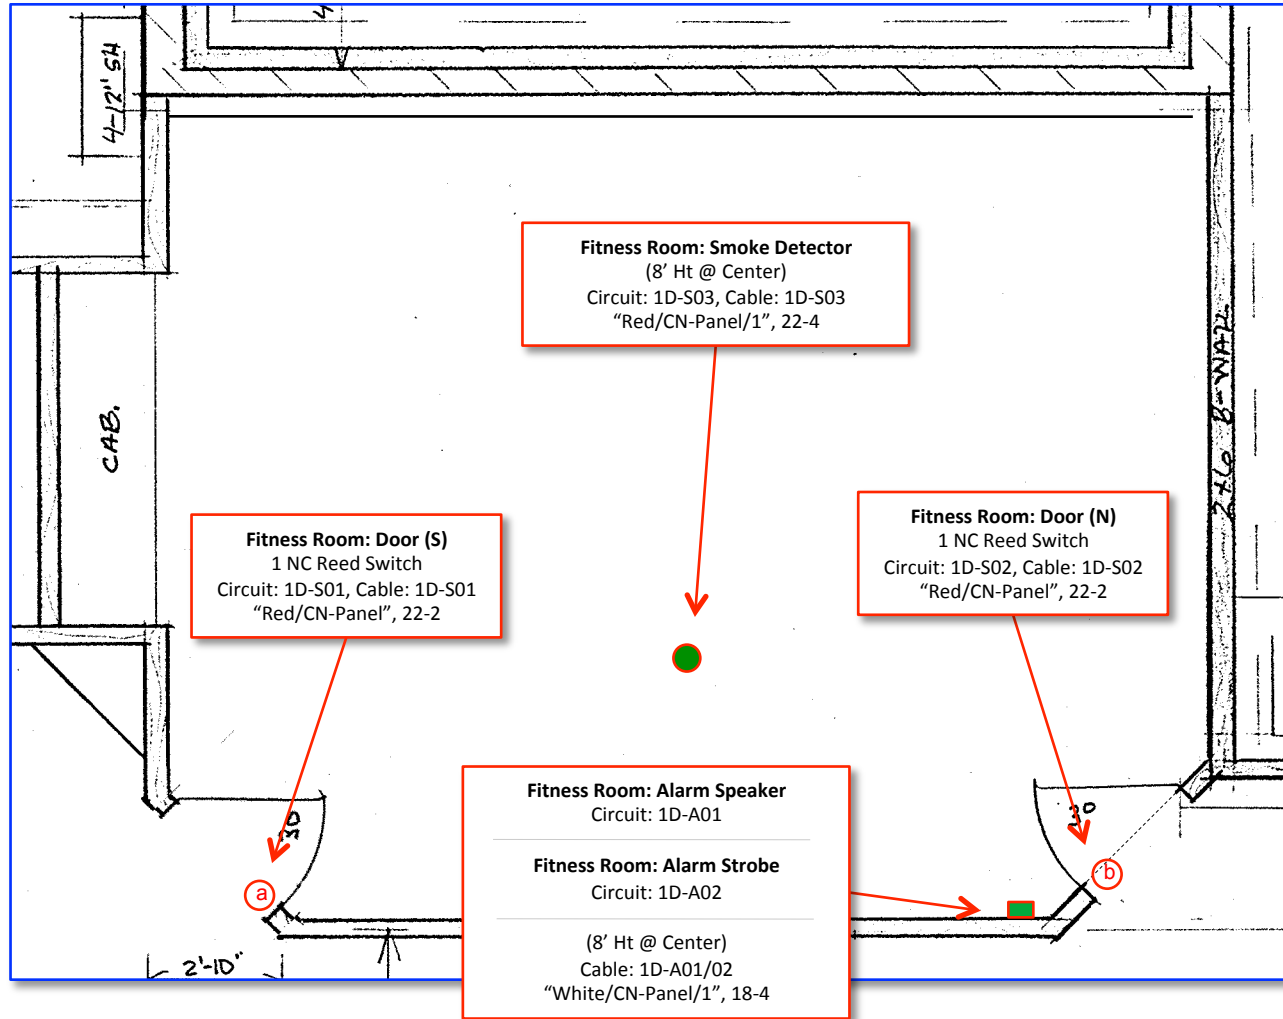 4
4-12" SH
Fitness Room: Smoke Detector
(8’ Ht @ Center)
Circuit: 1D-S03, Cable: 1D-S03
“Red/CN-Panel/1”, 22-4
CAB.
2x6 B-WALL
Fitness Room: Door (S)
1 NC Reed Switch
Circuit: 1D-S01, Cable: 1D-S01
“Red/CN-Panel”, 22-2
Fitness Room: Door (N)
1 NC Reed Switch
Circuit: 1D-S02, Cable: 1D-S02
“Red/CN-Panel”, 22-2
30
Fitness Room: Alarm Speaker
Circuit: 1D-A01
Fitness Room: Alarm Strobe
Circuit: 1D-A02
(8’ Ht @ Center)
Cable: 1D-A01/02
“White/CN-Panel/1”, 18-4
a
b
2'-10"